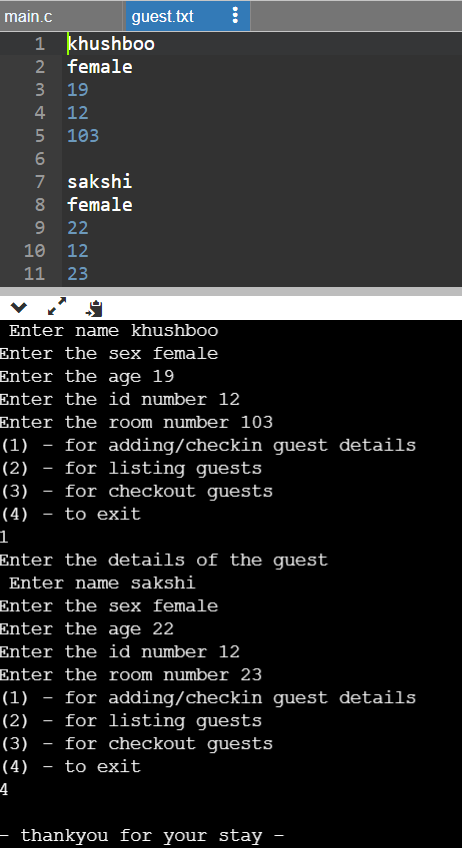 main.c guest.txt
1 khushboo
2 female
3 19
4 12
5 103
6
7 sakshi
8 female
9 22
10 12
11 23
Enter name khushboo
Enter the sex female
Enter the age 19
Enter the id number 12
Enter the room number 103
(1) - for adding/checkin guest details
(2) - for listing guests
(3) - for checkout guests
(4) - to exit
1
Enter the details of the guest
Enter name sakshi
Enter the sex female
Enter the age 22
Enter the id number 12
Enter the room number 23
(1) - for adding/checkin guest details
(2) - for listing guests
(3) - for checkout guests
(4) - to exit
4
- thankyou for your stay -